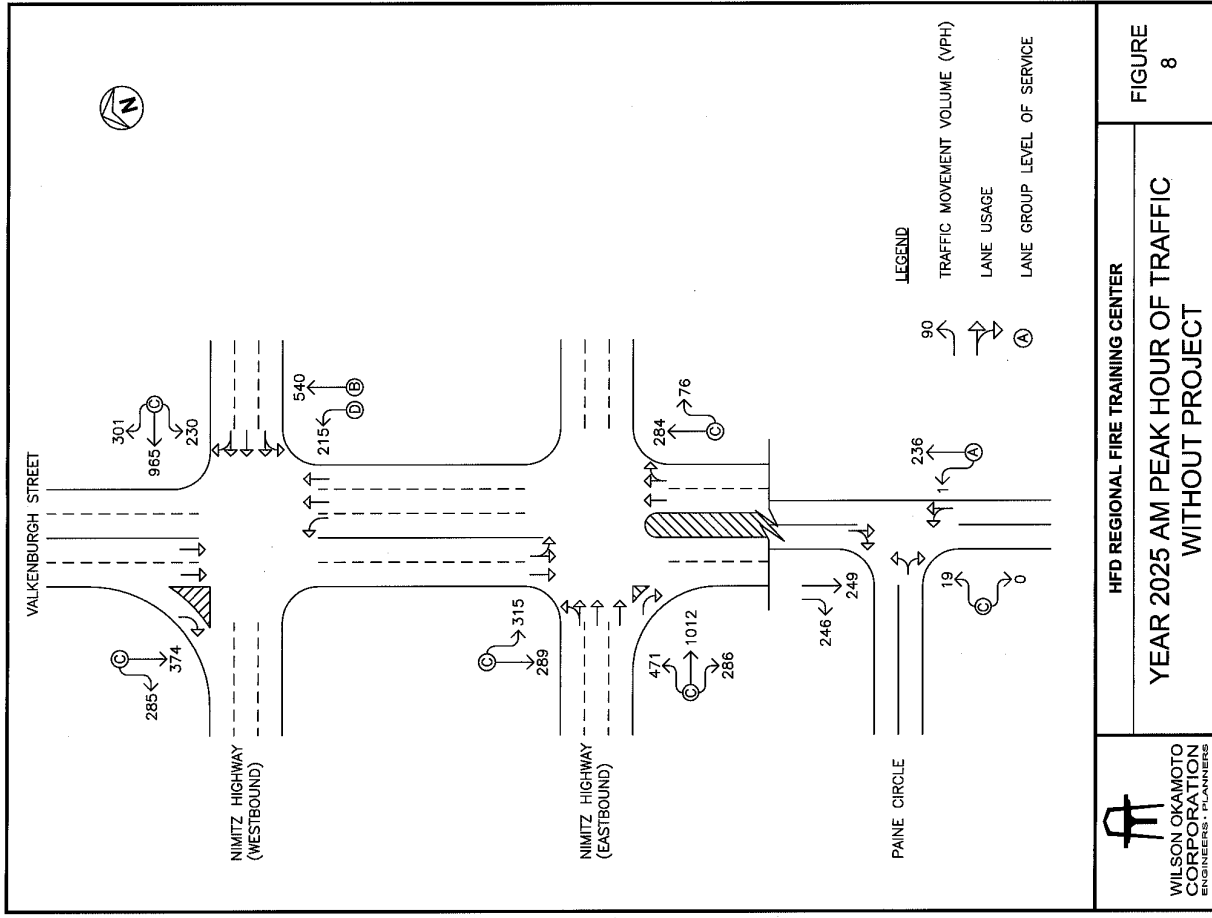 VALKENBURGH STREET
N
285
374
C
301
965
230
C
NIMITZ HIGHWAY
(WESTBOUND)
215
540
D
B
C
315
289
NIMITZ HIGHWAY
(EASTBOUND)
471
1012
286
C
284
76
C
246
249
236
1
A
PAINE CIRCLE
19
0
C
LEGEND
90
TRAFFIC MOVEMENT VOLUME (VPH)
LANE USAGE
A
LANE GROUP LEVEL OF SERVICE
WILSON OKAMOTO
CORPORATION
ENGINEERS · PLANNERS
HFD REGIONAL FIRE TRAINING CENTER
YEAR 2025 AM PEAK HOUR OF TRAFFIC
WITHOUT PROJECT
FIGURE
8